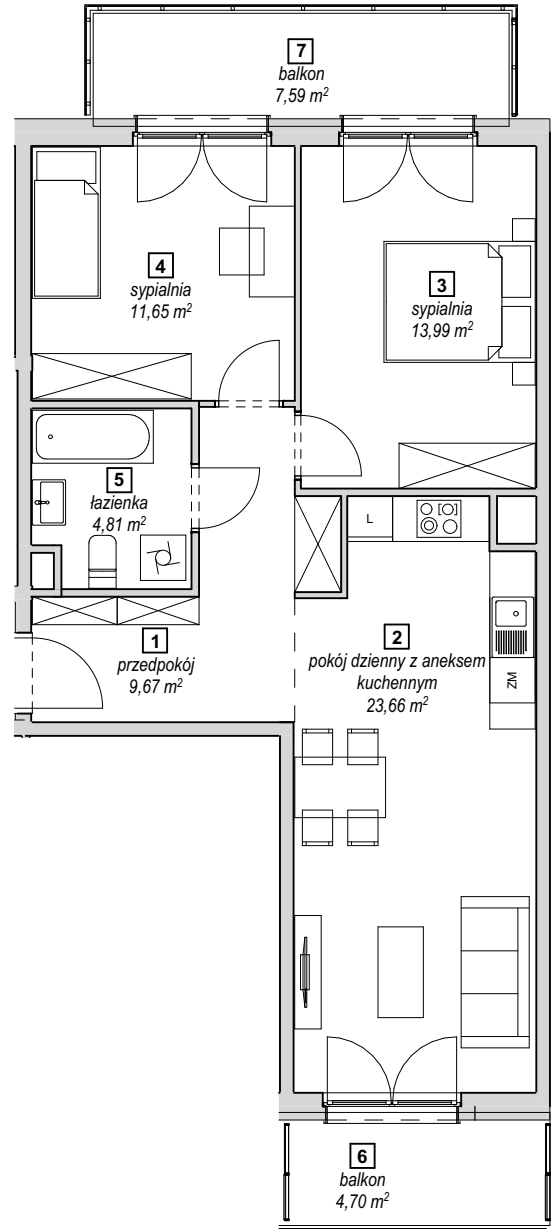 7
balkon
7,59 m²
4
sypialnia
11,65 m²
3
sypialnia
13,99 m²
5
łazienka
4,81 m²
L
1
przedpokój
9,67 m²
2
pokój dzienny z aneksem
kuchennym
23,66 m²
ZM
6
balkon
4,70 m²